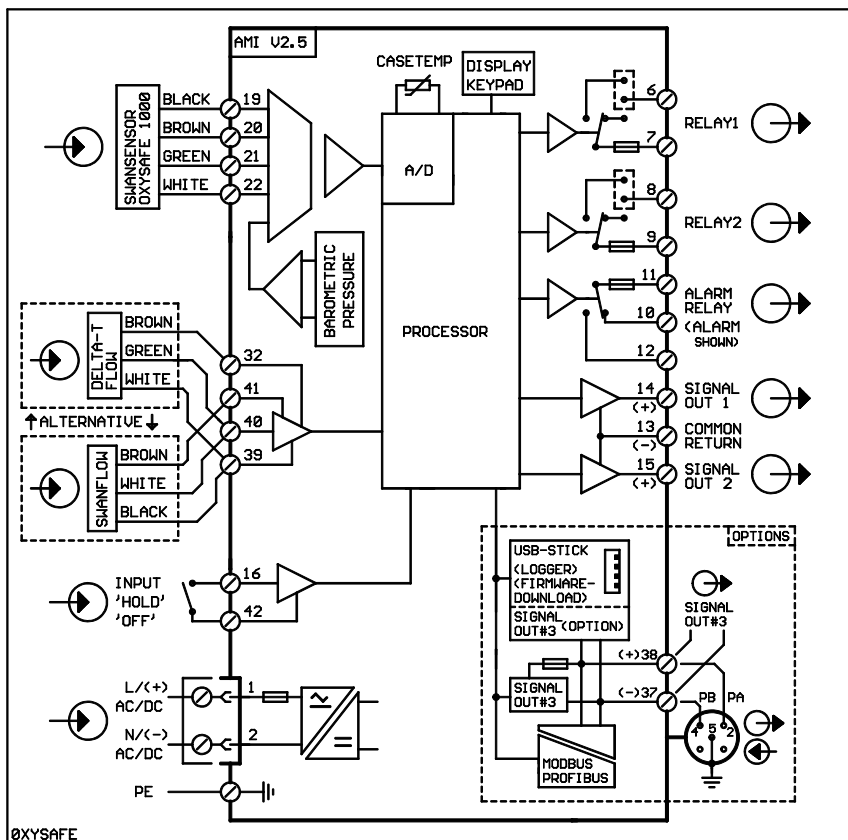 AMI V2.5
CASETEMP
DISPLAY
KEYPAD
SWANSENSOR
OXYSAFE 1000
BLACK
19
BROWN
20
GREEN
21
WHITE
22
A/D
BAROMETRIC
PRESSURE
PROCESSOR
6
RELAY1
7
8
RELAY2
9
11
ALARM
RELAY
10
(ALARM
SHOWN)
12
DELTA-T
FLOW
BROWN
GREEN
WHITE
32
41
40
39
↑ALTERNATIVE↓
SWANFLOW
BROWN
WHITE
BLACK
14
(+)
SIGNAL
OUT 1
13
(-)
COMMON
RETURN
15
(+)
SIGNAL
OUT 2
INPUT
'HOLD'
'OFF'
16
42
OPTIONS
USB-STICK
(LOGGER)
(FIRMWARE-
DOWNLOAD)
SIGNAL
OUT#3 (OPTION)
SIGNAL
OUT#3
(+)38
SIGNAL
OUT#3
(-)37
PB PA
4 5 2
MODBUS
PROFIBUS
L/(+)
AC/DC
1
N/(-)
AC/DC
2
PE
OXYSAFE